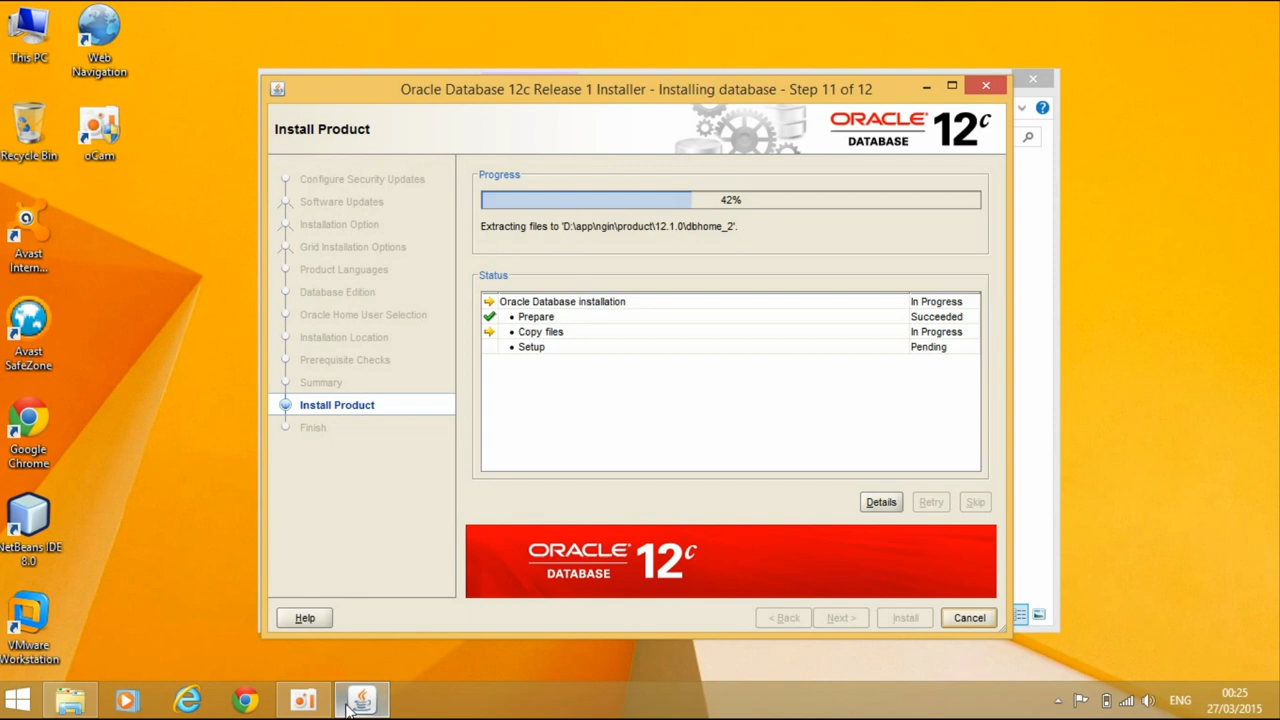 This PC
Web
Navigation
Recycle Bin
oCam
Avast
Intern...
Avast
SafeZone
Google
Chrome
NetBeans IDE
8.0
VMware
Workstation
Oracle Database 12c Release 1 Installer - Installing database - Step 11 of 12
Install Product
ORACLE
DATABASE
12c
Configure Security Updates
Software Updates
Installation Option
Grid Installation Options
Product Languages
Database Edition
Oracle Home User Selection
Installation Location
Prerequisite Checks
Summary
Install Product
Finish
Progress
42%
Extracting files to 'D:\app\ngin\product\12.1.0\dbhome_2'.
Status
Oracle Database installation In Progress
• Prepare Succeeded
• Copy files In Progress
• Setup Pending
Details Retry Skip
ORACLE
DATABASE
12c
Help < Back Next > Install Cancel
ENG
00:25
27/03/2015